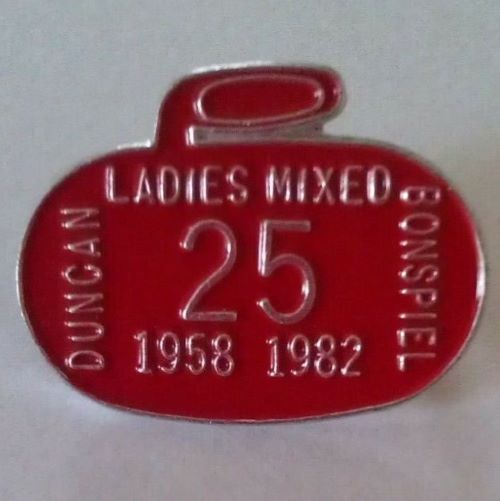 LADIES MIXED
DUNCAN
25
BONSPIEL
1958 1982